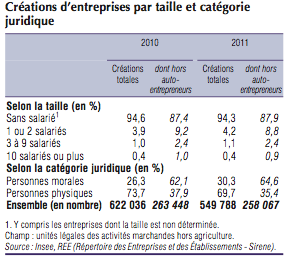 Créations d'entreprises par taille et catégorie
juridique
2010 2011
Créations totales dont hors auto-entrepreneurs Créations totales dont hors auto-entrepreneurs
Selon la taille (en %)
Sans salarié¹ 94,6 87,4 94,3 87,9
1 ou 2 salariés 3,9 9,2 4,2 8,8
3 à 9 salariés 1,0 2,4 1,1 2,4
10 salariés ou plus 0,4 1,0 0,4 0,9
Selon la catégorie juridique (en %)
Personnes morales 26,3 62,1 30,3 64,6
Personnes physiques 73,7 37,9 69,7 35,4
Ensemble (en nombre) 622 036 263 448 549 788 258 067
1. Y compris les entreprises dont la taille est non déterminée.
Champ : unités légales des activités marchandes hors agriculture.
Source : Insee, REE (Répertoire des Entreprises et des Établissements - Sirene).